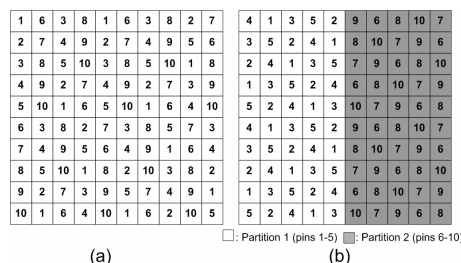 1 6 3 8 1 6 3 8 2 7
2 7 4 9 2 7 4 9 5 6
3 8 5 10 3 8 5 10 1 8
4 9 2 7 4 9 2 7 3 9
5 10 1 6 5 10 1 6 4 10
6 3 8 2 7 3 8 5 7 3
7 4 9 5 6 4 9 1 6 4
8 5 10 1 8 2 10 3 8 2
9 2 7 3 9 5 7 4 9 1
10 1 6 4 10 1 6 2 10 5
(a)
4 1 3 5 2 9 6 8 10 7
3 5 2 4 1 8 10 7 9 6
2 4 1 3 5 7 9 6 8 10
1 3 5 2 4 6 8 10 7 9
5 2 4 1 3 10 7 9 6 8
4 1 3 5 2 9 6 8 10 7
3 5 2 4 1 8 10 7 9 6
2 4 1 3 5 7 9 6 8 10
1 3 5 2 4 6 8 10 7 9
5 2 4 1 3 10 7 9 6 8
: Partition 1 (pins 1-5) : Partition 2 (pins 6-10)
(b)